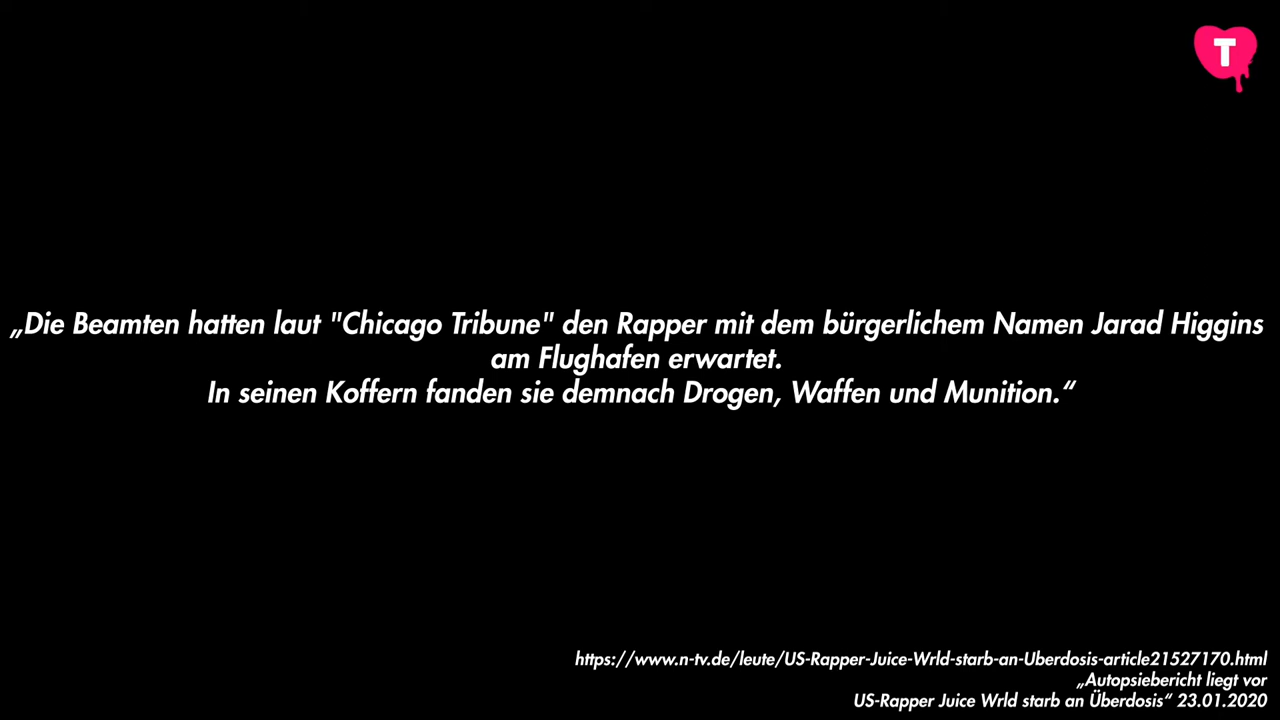 T
„Die Beamten hatten laut "Chicago Tribune" den Rapper mit dem bürgerlichem Namen Jarad Higgins
am Flughafen erwartet.
In seinen Koffern fanden sie demnach Drogen, Waffen und Munition.“
https://www.n-tv.de/leute/US-Rapper-Juice-Wrld-starb-an-Uberdosis-article21527170.html
„Autopsiebericht liegt vor
US-Rapper Juice Wrld starb an Überdosis“ 23.01.2020